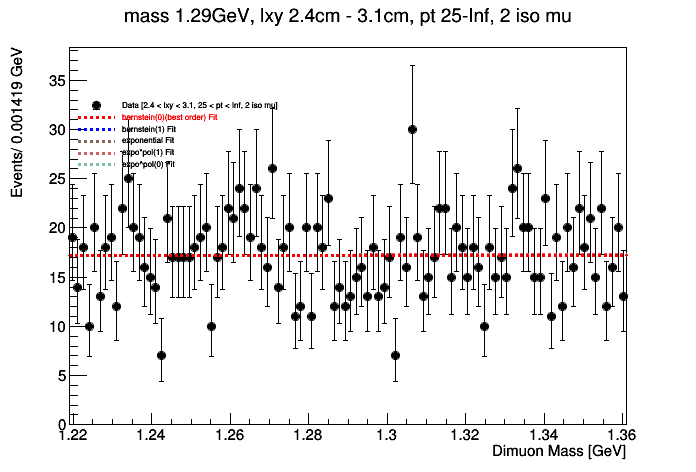 mass 1.29GeV, lxy 2.4cm - 3.1cm, pt 25-Inf, 2 iso mu
Events/ 0.001419 GeV
35
30
25
20
15
10
5
0
Data [2.4 < lxy < 3.1, 25 < pt < Inf, 2 iso mu]
bernstein(0)(best order) Fit
bernstein(1) Fit
exponential Fit
expo*pol(1) Fit
expo*pol(0) Fit
1.22 1.24 1.26 1.28 1.3 1.32 1.34 1.36
Dimuon Mass [GeV]